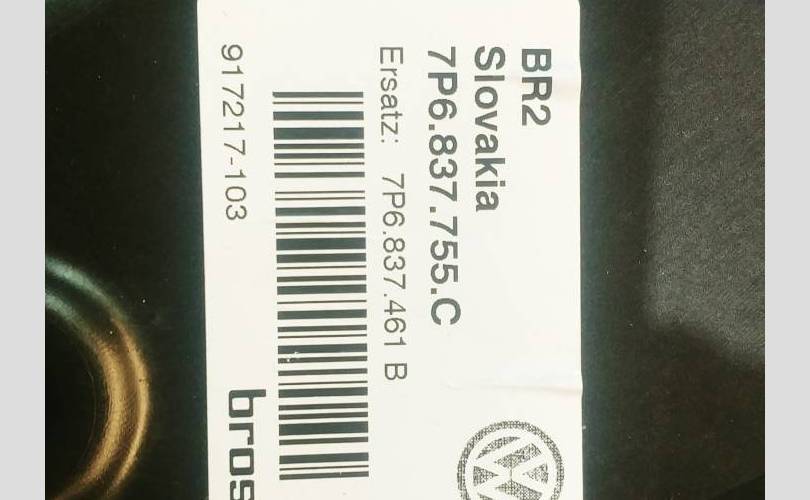 BR2
Slovakia
7P6.837.755.C
Ersatz: 7P6.837.461 B
917217-103
bros